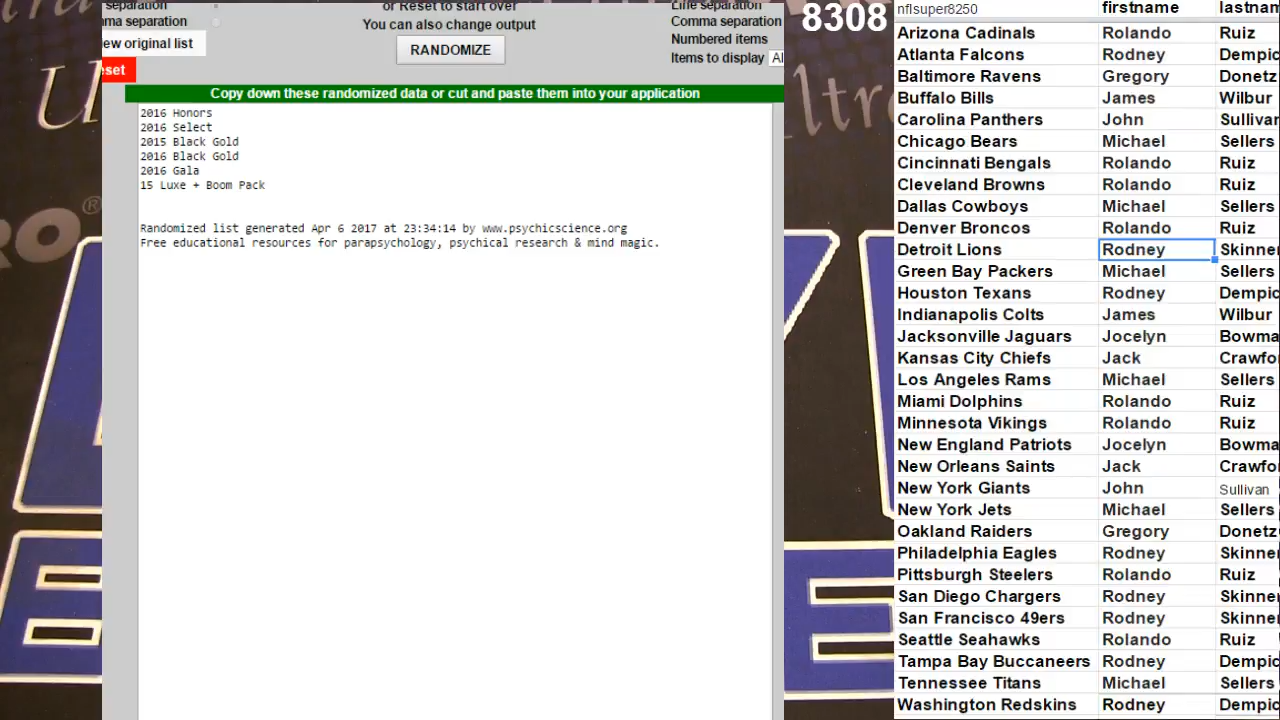 separation
or Reset to start over
Line separation
8308
nflsuper8250 firstname lastnam
mma separation
You can also change output
Comma separation
ew original list
RANDOMIZE
Numbered items
set
Items to display Al
Copy down these randomized data or cut and paste them into your application
2016 Honors
2016 Select
2015 Black Gold
2016 Black Gold
2016 Gala
15 Luxe + Boom Pack
Randomized list generated Apr 6 2017 at 23:34:14 by www.psychicscience.org
Free educational resources for parapsychology, psychical research & mind magic.
Arizona Cadinals Rolando Ruiz
Atlanta Falcons Rodney Dempic
Baltimore Ravens Gregory Donetz
Buffalo Bills James Wilbur
Carolina Panthers John Sullivan
Chicago Bears Michael Sellers
Cincinnati Bengals Rolando Ruiz
Cleveland Browns Rolando Ruiz
Dallas Cowboys Michael Sellers
Denver Broncos Rolando Ruiz
Detroit Lions Rodney Skinner
Green Bay Packers Michael Sellers
Houston Texans Rodney Dempic
Indianapolis Colts James Wilbur
Jacksonville Jaguars Jocelyn Bowma
Kansas City Chiefs Jack Crawfo
Los Angeles Rams Michael Sellers
Miami Dolphins Rolando Ruiz
Minnesota Vikings Rolando Ruiz
New England Patriots Jocelyn Bowma
New Orleans Saints Jack Crawfo
New York Giants John Sullivan
New York Jets Michael Sellers
Oakland Raiders Gregory Donetz
Philadelphia Eagles Rodney Skinner
Pittsburgh Steelers Rolando Ruiz
San Diego Chargers Rodney Skinner
San Francisco 49ers Rodney Skinner
Seattle Seahawks Rolando Ruiz
Tampa Bay Buccaneers Rodney Dempic
Tennessee Titans Michael Sellers
Washington Redskins Rodney Dempic